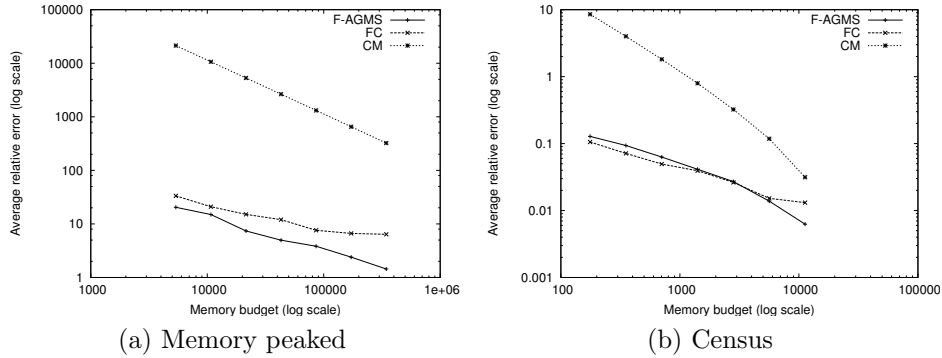 100000
10000
1000
100
10
1
Average relative error (log scale)
F-AGMS
FC
CM
1000
10000
100000
1e+06
Memory budget (log scale)
(a) Memory peaked
10
1
0.1
0.01
0.001
Average relative error (log scale)
F-AGMS
FC
CM
100
1000
10000
100000
Memory budget (log scale)
(b) Census